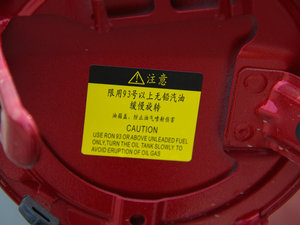 注意
限用93号以上无铅汽油
缓慢旋转
油箱盖，防止油气喷射伤害
CAUTION
USE RON 93 OR ABOVE UNLEADED FUEL
ONLY,TURN THE OIL TANK SLOWLY TO
AVOID ERUPTION OF OIL GAS